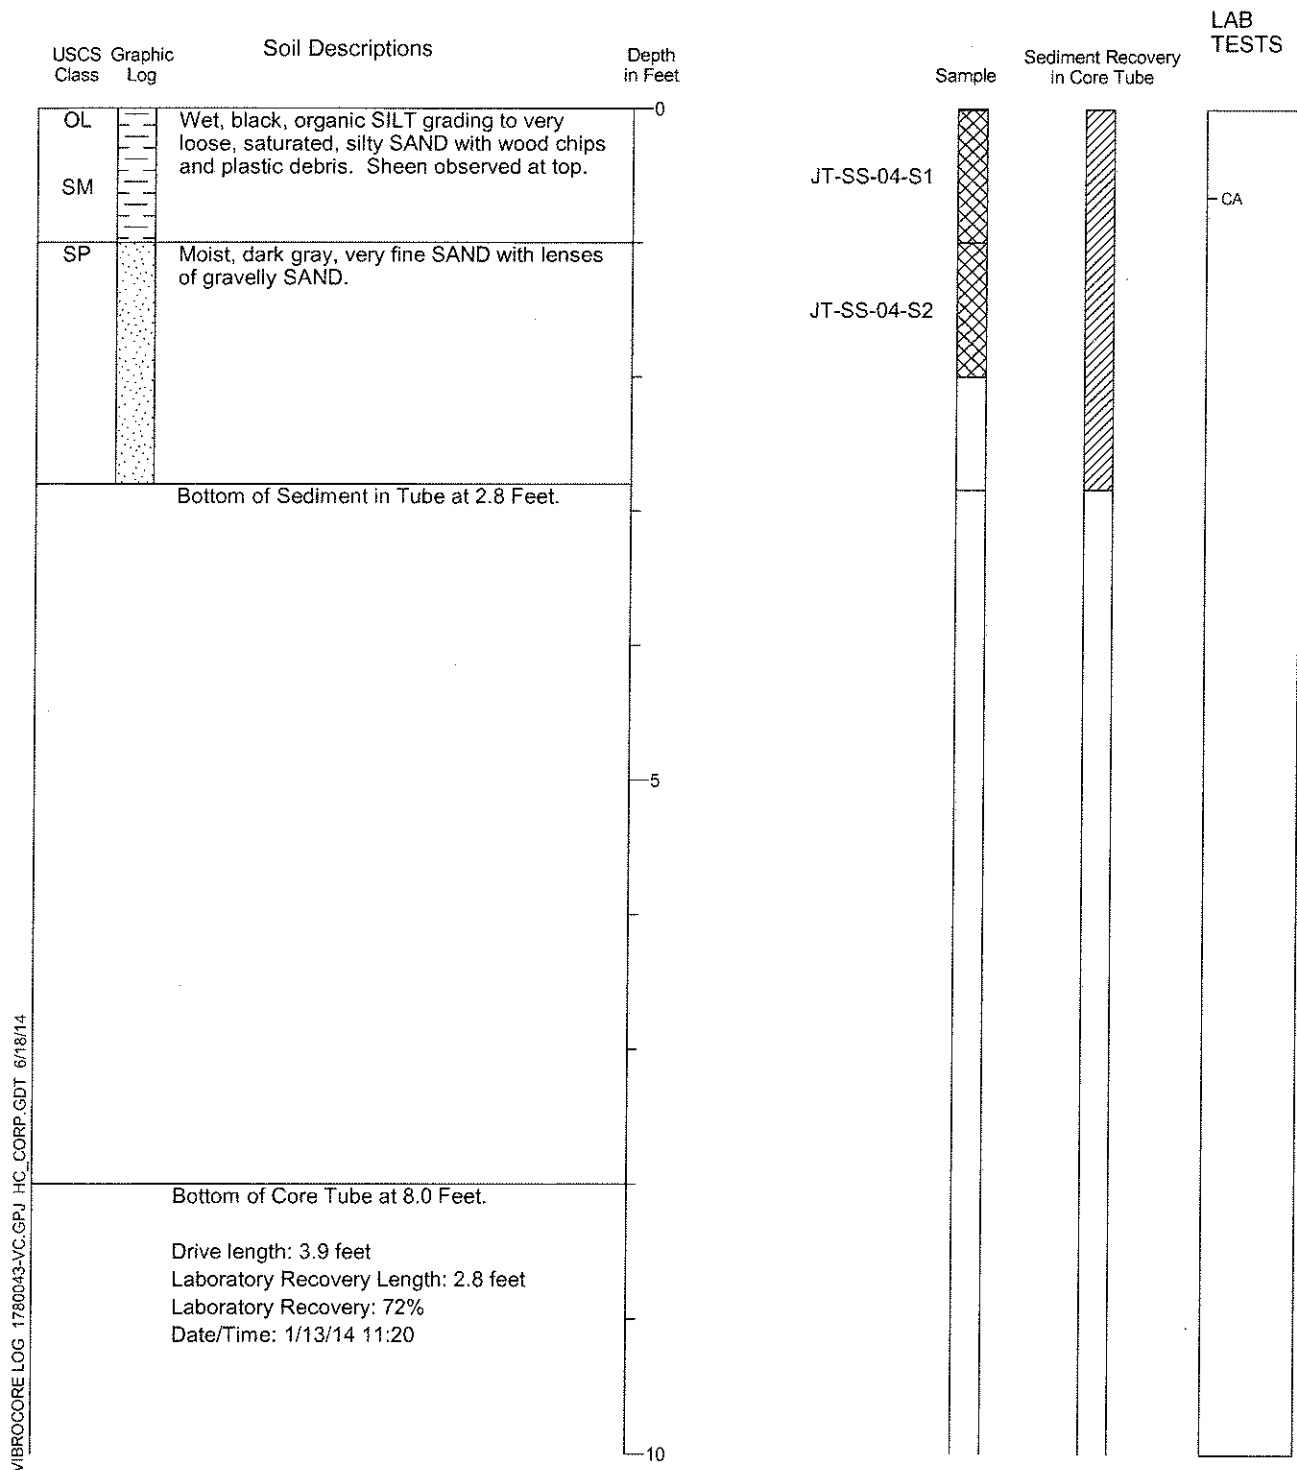 LAB
TESTS
USCS Graphic
Class Log
Soil Descriptions
Depth
in Feet
Sample
Sediment Recovery
in Core Tube
0
OL
Wet, black, organic SILT grading to very
loose, saturated, silty SAND with wood chips
and plastic debris. Sheen observed at top.
SM
JT-SS-04-S1
CA
SP
Moist, dark gray, very fine SAND with lenses
of gravelly SAND.
JT-SS-04-S2
Bottom of Sediment in Tube at 2.8 Feet.
5
Bottom of Core Tube at 8.0 Feet.
Drive length: 3.9 feet
Laboratory Recovery Length: 2.8 feet
Laboratory Recovery: 72%
Date/Time: 1/13/14 11:20
10
VIBROCORE LOG 1780043-VC.GPJ HC_CORP.GDT 6/18/14